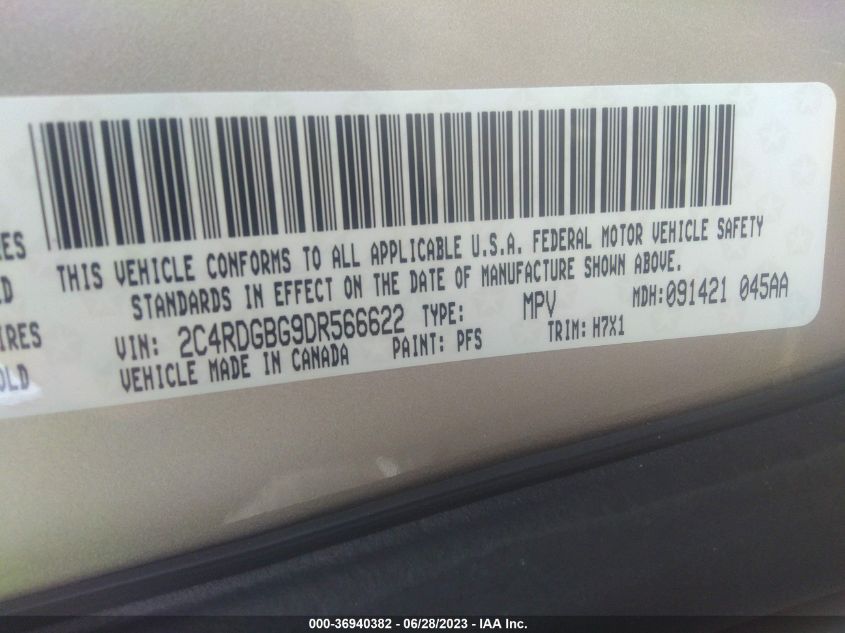 THIS VEHICLE CONFORMS TO ALL APPLICABLE U.S.A. FEDERAL MOTOR VEHICLE SAFETY
STANDARDS IN EFFECT ON THE DATE OF MANUFACTURE SHOWN ABOVE.
VIN: 2C4RDGBG9DR566622 TYPE: MPV MDH:091421 045AA
VEHICLE MADE IN CANADA PAINT: PFS TRIM: H7X1
000-36940382 / 06/28/2023 - IAA Inc.